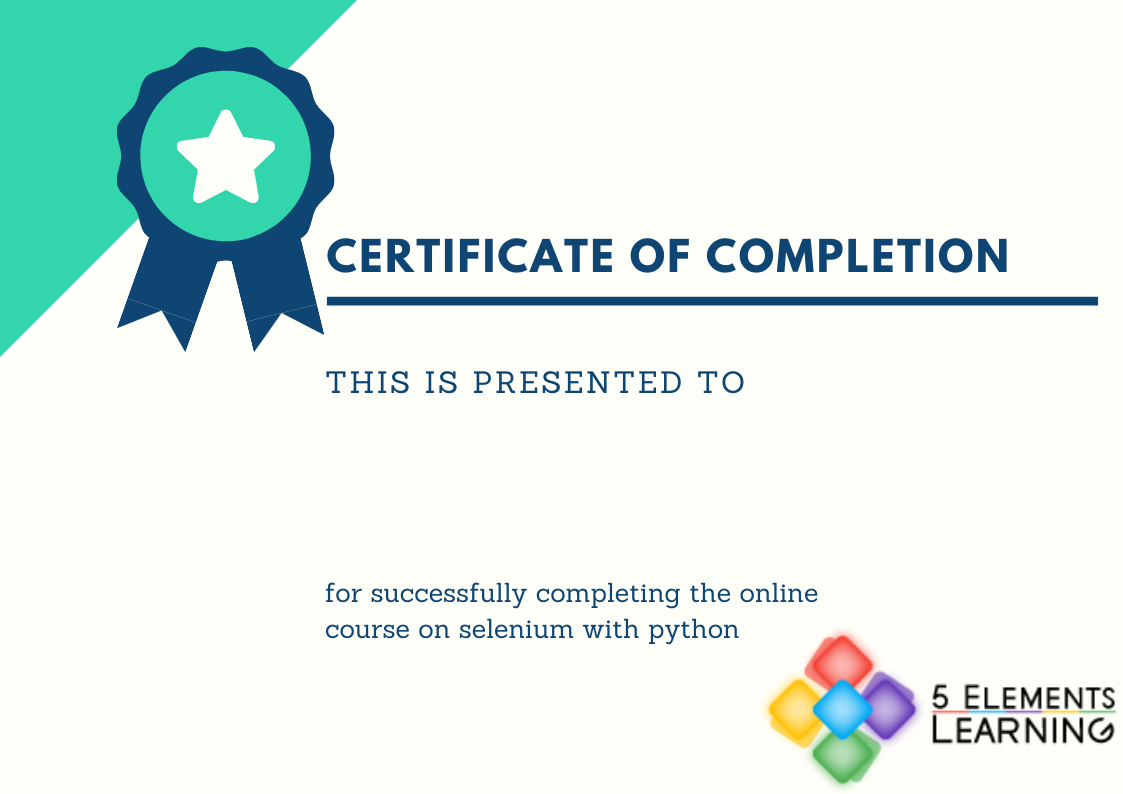 CERTIFICATE OF COMPLETION
THIS IS PRESENTED TO
for successfully completing the online
course on selenium with python
5 ELEMENTS
LEARNING